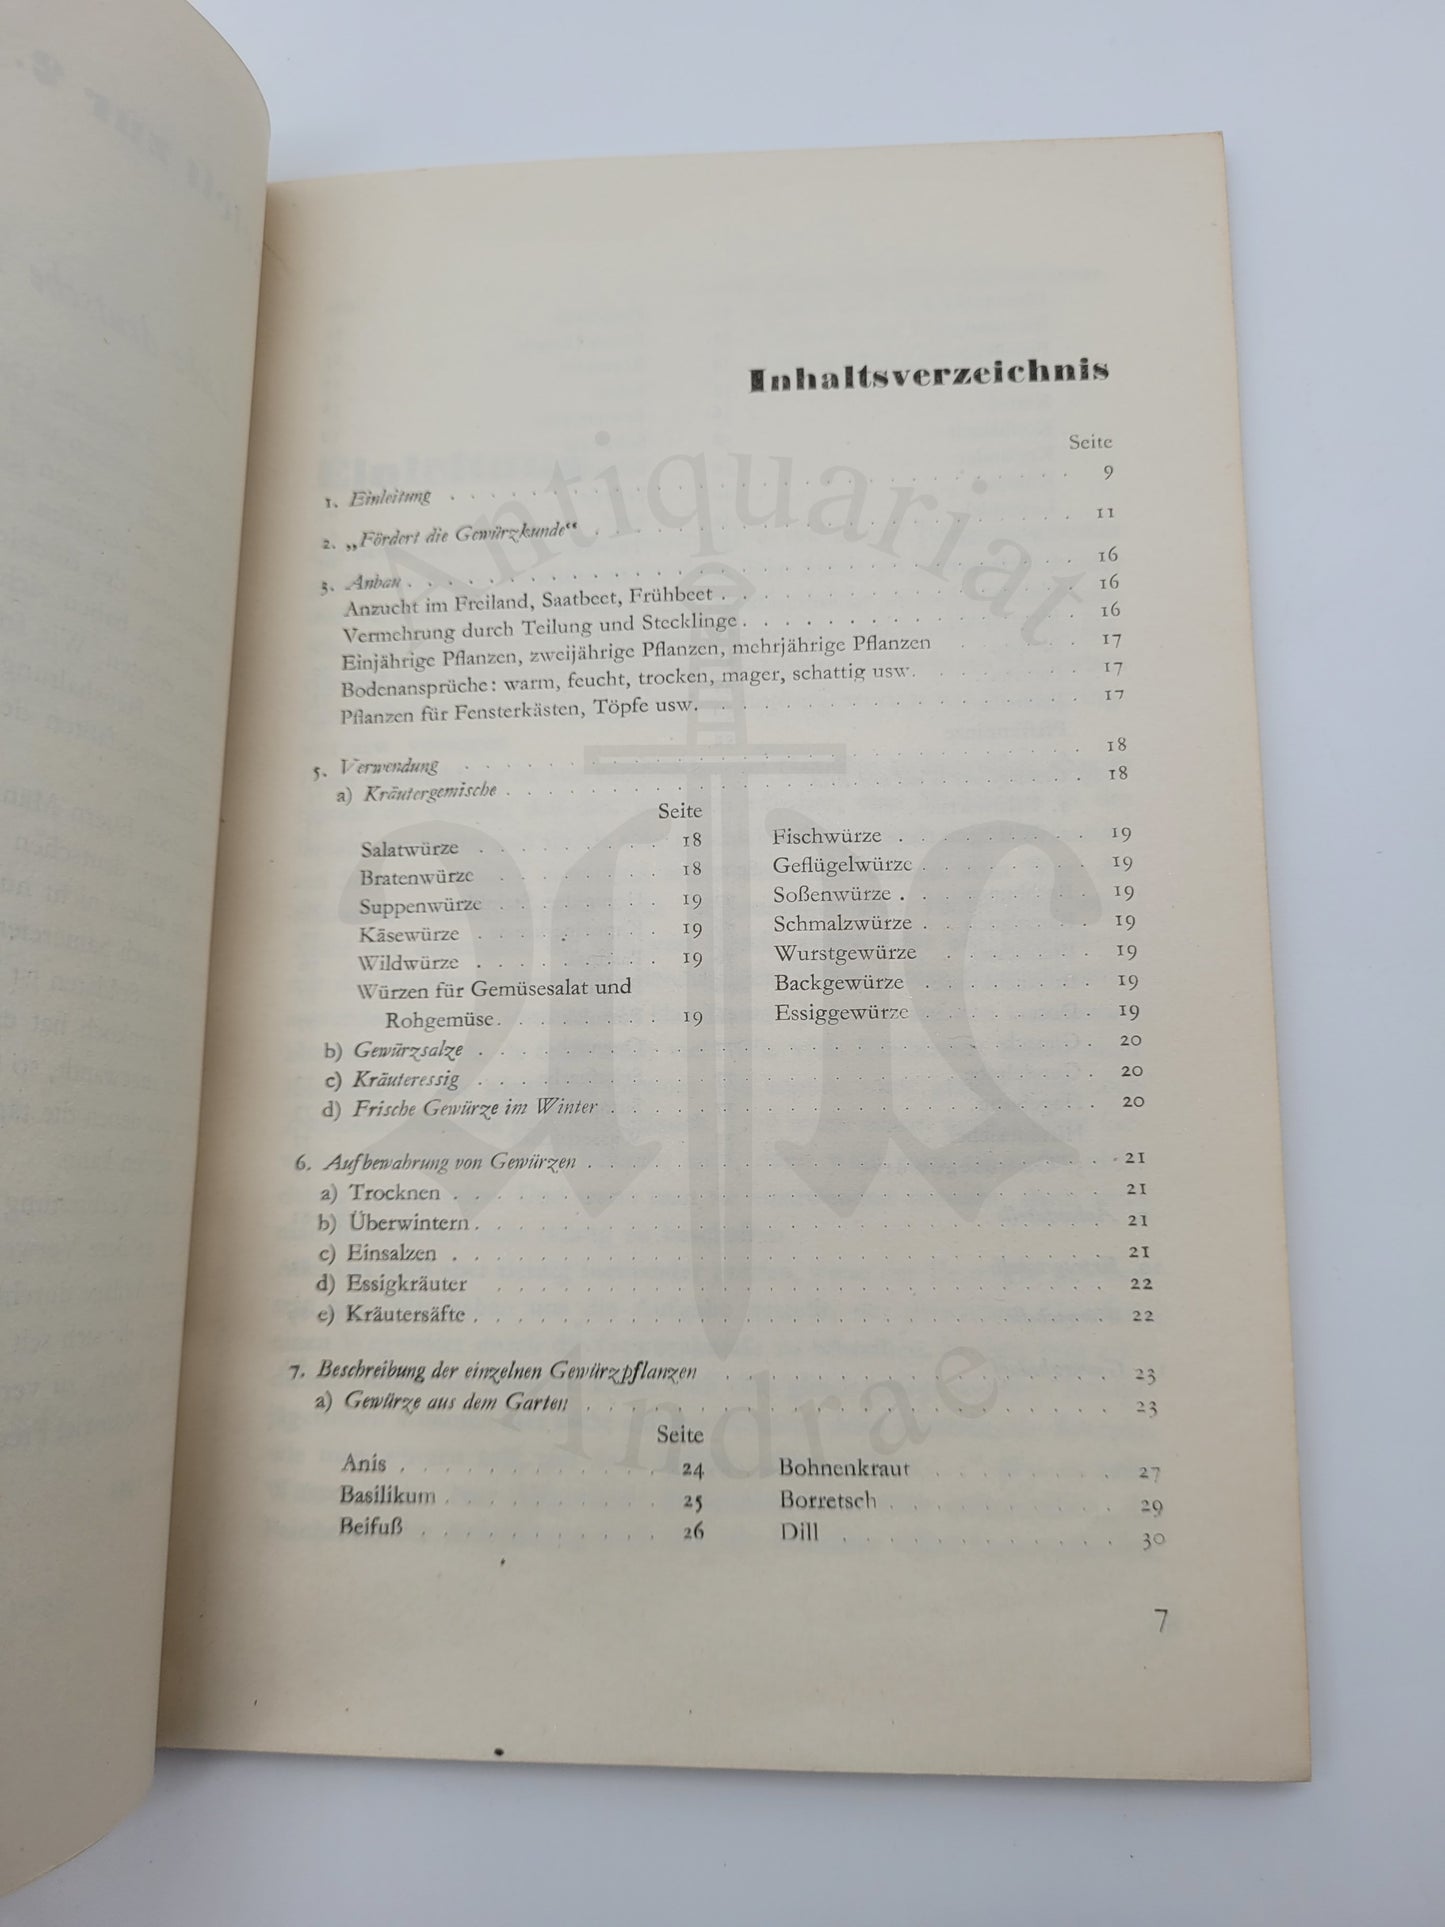 Inhaltsverzeichnis
Seite
1. Einleitung . . . . . . . . . . 9
2. „Fördert die Gewürzkunde“ . . . . . . . . . . 11
3. Anbau . . . . . . . . . . 16
Anzucht im Freiland, Saatbeet, Frühbeet . . . . . . . . . . 16
Vermehrung durch Teilung und Stecklinge . . . . . . . . . . 16
Einjährige Pflanzen, zweijährige Pflanzen, mehrjährige Pflanzen . . . . . 17
Bodenansprüche: warm, feucht, trocken, mager, schattig usw. . . . . . . 17
Pflanzen für Fensterkästen, Töpfe usw. . . . . . . . . . . 17
5. Verwendung . . . . . . . . . . 18
a) Kräutergemische . . . . . . . . . . 18
Seite
Salatwürze . . . . . . . 18
Bratenwürze . . . . . . 18
Suppenwürze . . . . . . 19
Käsewürze . . . . . . . 19
Wildwürze . . . . . . . 19
Würzen für Gemüsesalat und
Rohgemüse . . . . . . . 19
Fischwürze . . . . . . . 19
Geflügelwürze . . . . . . 19
Soßenwürze . . . . . . . 19
Schmalzwürze . . . . . . 19
Wurstgewürze . . . . . . 19
Backgewürze . . . . . . 19
Essiggewürze . . . . . . 19
b) Gewürzsalze . . . . . . . . . . 20
c) Kräuteressig . . . . . . . . . . 20
d) Frische Gewürze im Winter . . . . . . . . . . 20
6. Aufbewahrung von Gewürzen . . . . . . . . . . 21
a) Trocknen . . . . . . . . . . 21
b) Überwintern . . . . . . . . . . 21
c) Einsalzen . . . . . . . . . . 21
d) Essigkräuter . . . . . . . . . . 22
e) Kräutersäfte . . . . . . . . . . 22
7. Beschreibung der einzelnen Gewürzpflanzen . . . . . . . . . . 23
a) Gewürze aus dem Garten . . . . . . . . . . 23
Seite
Anis . . . . . . . . . 24
Basilikum . . . . . . . . 25
Beifuß . . . . . . . . . 26
Bohnenkraut . . . . . . 27
Borretsch . . . . . . . . 29
Dill . . . . . . . . . . 30
7
Antiquariat
Andrae